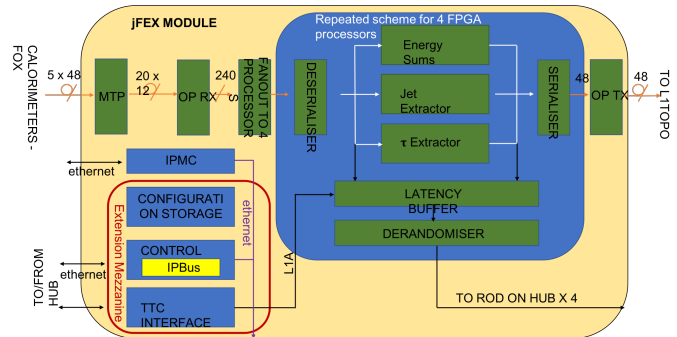 jFEX MODULE
Repeated scheme for 4 FPGA
processors
CALORIMETERS -
FOX
5 x 48
MTP
20 x
12
OP RX
240
S
FANOUT TO 4
PROCESSOR
DESERIALISER
Energy
Sums
Jet
Extractor
τ Extractor
SERIALISER
48
OP TX
48
TO L1TOPO
LATENCY
BUFFER
DERANDOMISER
IPMC
ethernet
CONFIGURATI
ON STORAGE
ethernet
Extension Mezzanine
CONTROL
IPBus
ethernet
TO/FROM
HUB
TTC
INTERFACE
L1A
TO ROD ON HUB X 4